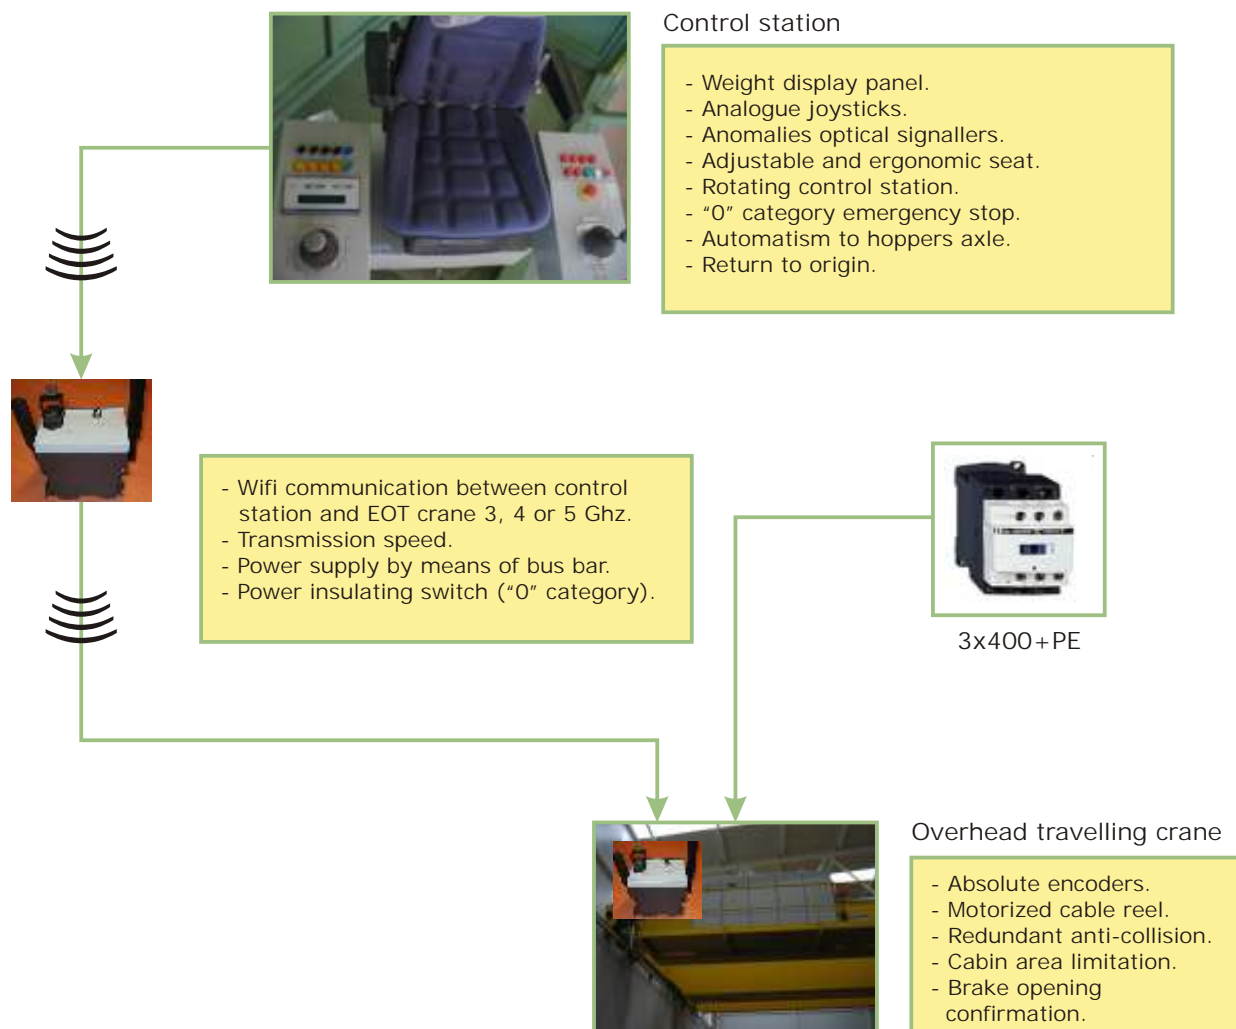 Control station
- Weight display panel.
- Analogue joysticks.
- Anomalies optical signallers.
- Adjustable and ergonomic seat.
- Rotating control station.
- “0” category emergency stop.
- Automatism to hoppers axle.
- Return to origin.
- Wifi communication between control
station and EOT crane 3, 4 or 5 Ghz.
- Transmission speed.
- Power supply by means of bus bar.
- Power insulating switch (“0” category).
3x400+PE
Overhead travelling crane
- Absolute encoders.
- Motorized cable reel.
- Redundant anti-collision.
- Cabin area limitation.
- Brake opening
confirmation.